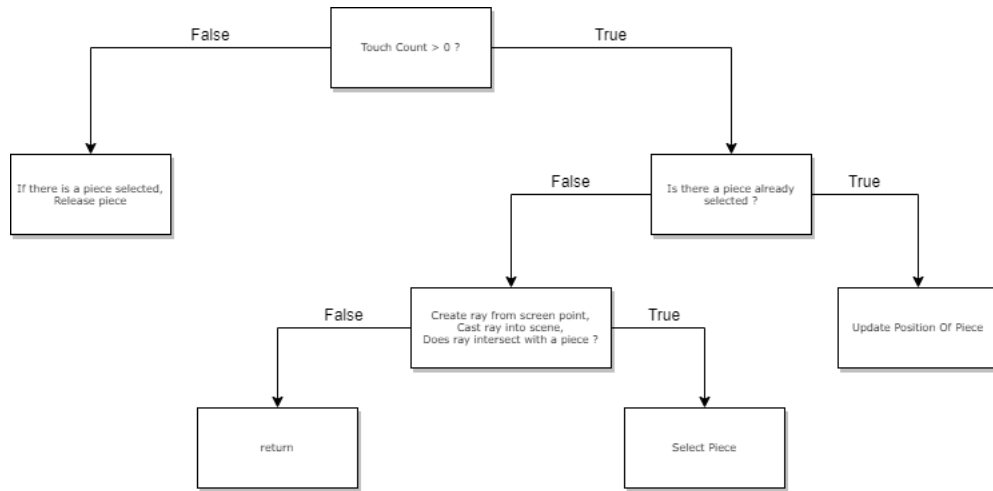 Touch Count > 0 ?
False
True
If there is a piece selected,
Release piece
Is there a piece already
selected ?
False
True
Create ray from screen point,
Cast ray into scene,
Does ray intersect with a piece ?
Update Position Of Piece
False
True
return
Select Piece